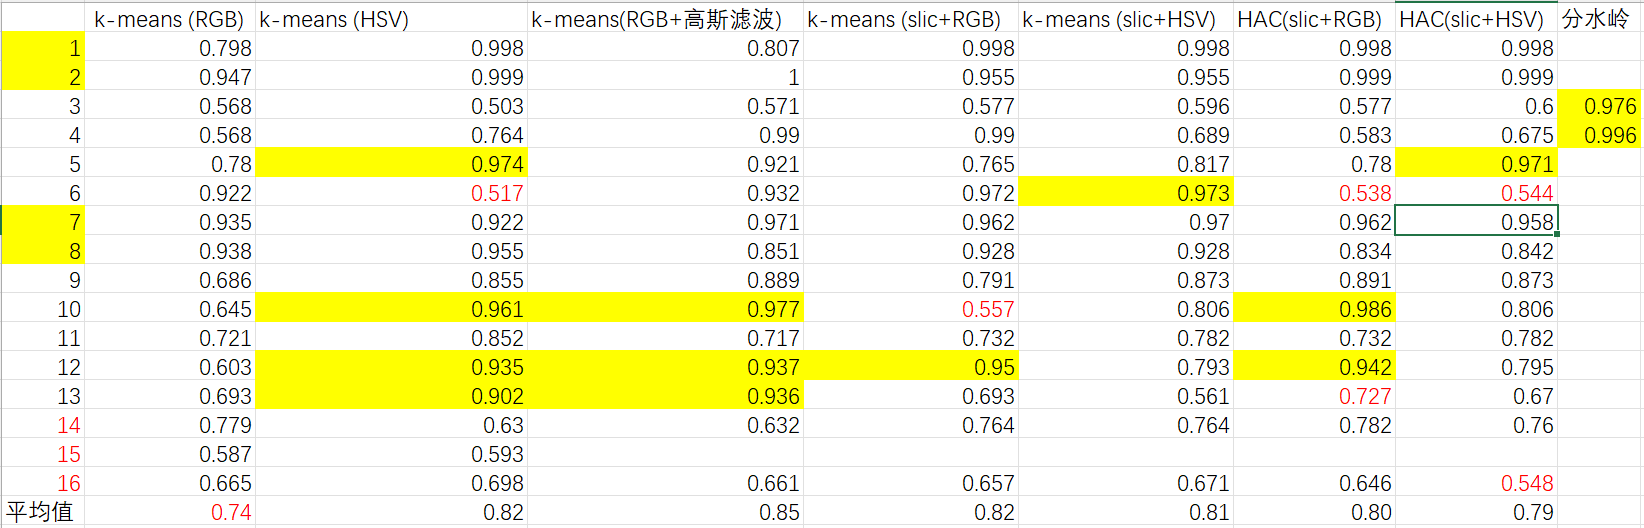 k-means (RGB) k-means (HSV) k-means(RGB+高斯滤波) k-means (slic+RGB) k-means (slic+HSV) HAC(slic+RGB) HAC(slic+HSV) 分水岭
1 0.798 0.998 0.807 0.998 0.998 0.998 0.998
2 0.947 0.999 1 0.955 0.955 0.999 0.999
3 0.568 0.503 0.571 0.577 0.596 0.577 0.6 0.976
4 0.568 0.764 0.99 0.99 0.689 0.583 0.675 0.996
5 0.78 0.974 0.921 0.765 0.817 0.78 0.971
6 0.922 0.517 0.932 0.972 0.973 0.538 0.544
7 0.935 0.922 0.971 0.962 0.97 0.962 0.958
8 0.938 0.955 0.851 0.928 0.928 0.834 0.842
9 0.686 0.855 0.889 0.791 0.873 0.891 0.873
10 0.645 0.961 0.977 0.557 0.806 0.986 0.806
11 0.721 0.852 0.717 0.732 0.782 0.732 0.782
12 0.603 0.935 0.937 0.95 0.793 0.942 0.795
13 0.693 0.902 0.936 0.693 0.561 0.727 0.67
14 0.779 0.63 0.632 0.764 0.764 0.782 0.76
15 0.587 0.593
16 0.665 0.698 0.661 0.657 0.671 0.646 0.548
平均值 0.74 0.82 0.85 0.82 0.81 0.80 0.79